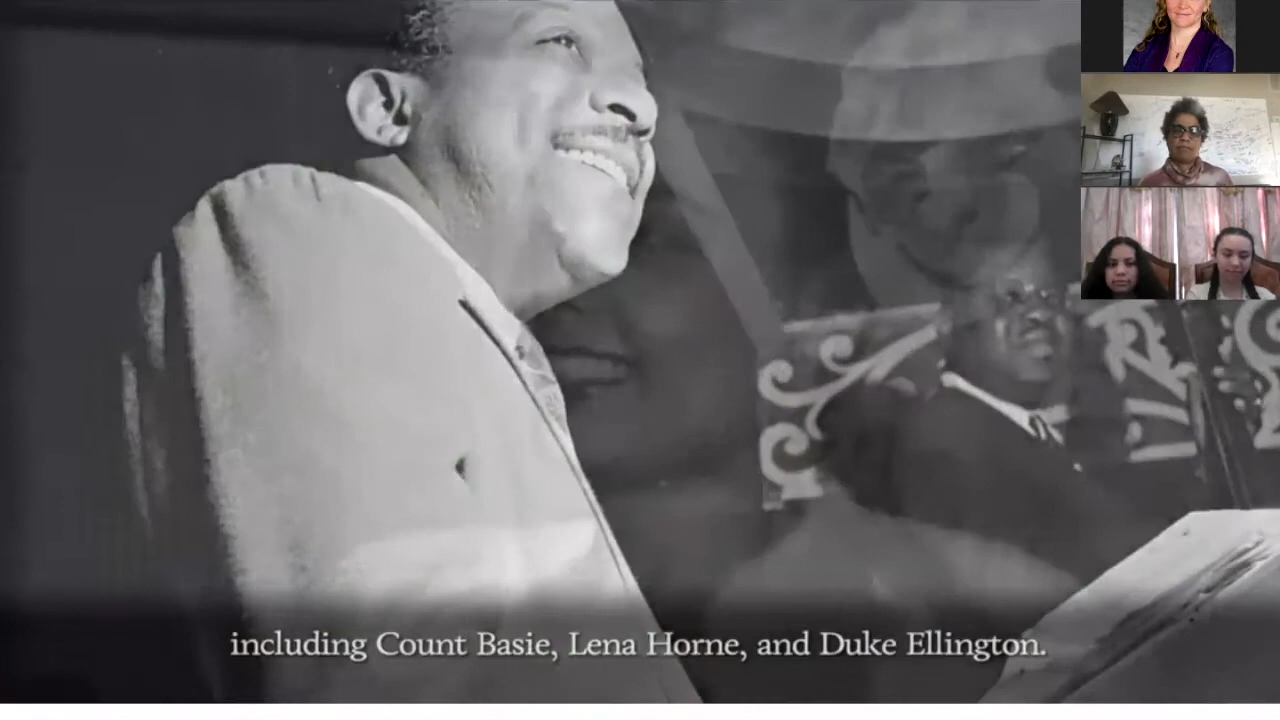 including Count Basie, Lena Horne, and Duke Ellington.